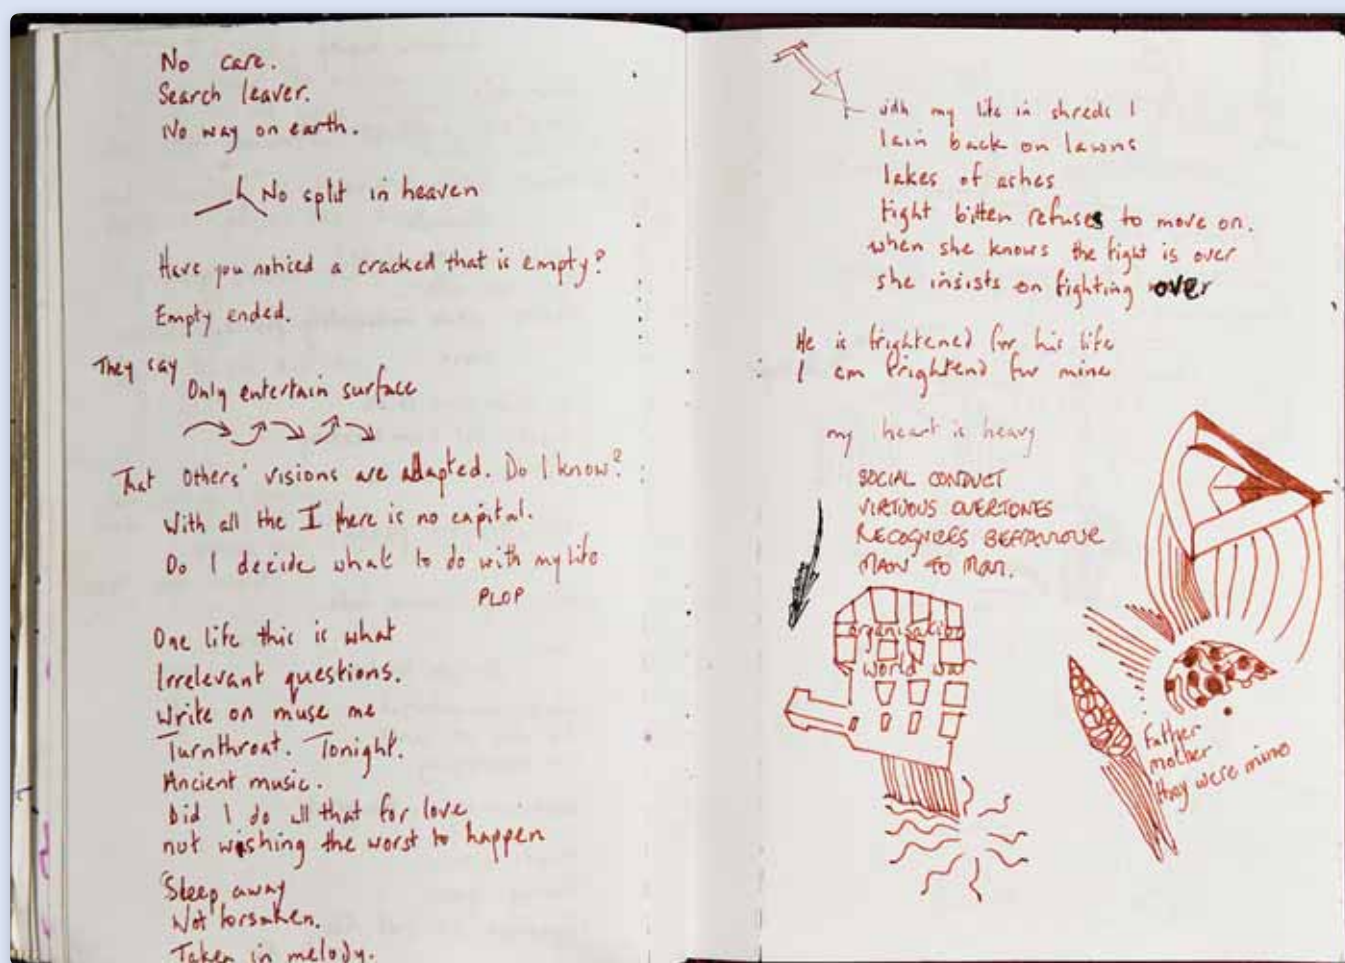 No care.
Search leaver.
No way on earth.
No split in heaven
Have you noticed a cracked that is empty?
Empty ended.
They say
Only entertain surface
That others' visions are adapted. Do I know?
With all the I there is no capital.
Do I decide what to do with my life
PLOP
One life this is what
Irrelevant questions.
Write on muse me
Turnthroat. Tonight.
Ancient music.
Did I do all that for love
not wishing the worst to happen
Sleep away
Not forsaken.
Taken in melody.
with my life in shreds I
lain back on lawns
lakes of ashes
fight bitten refuses to move on.
when she knows the fight is over
she insists on fighting over
He is frightened for his life
I am frightend for mine
my heart is heavy
SOCIAL CONDUCT
VIRTUOUS OVERTONES
RECOGNIZES BEHAVIOUR
MAN TO MAN.
organisation
world war
Father
mother
they were mine